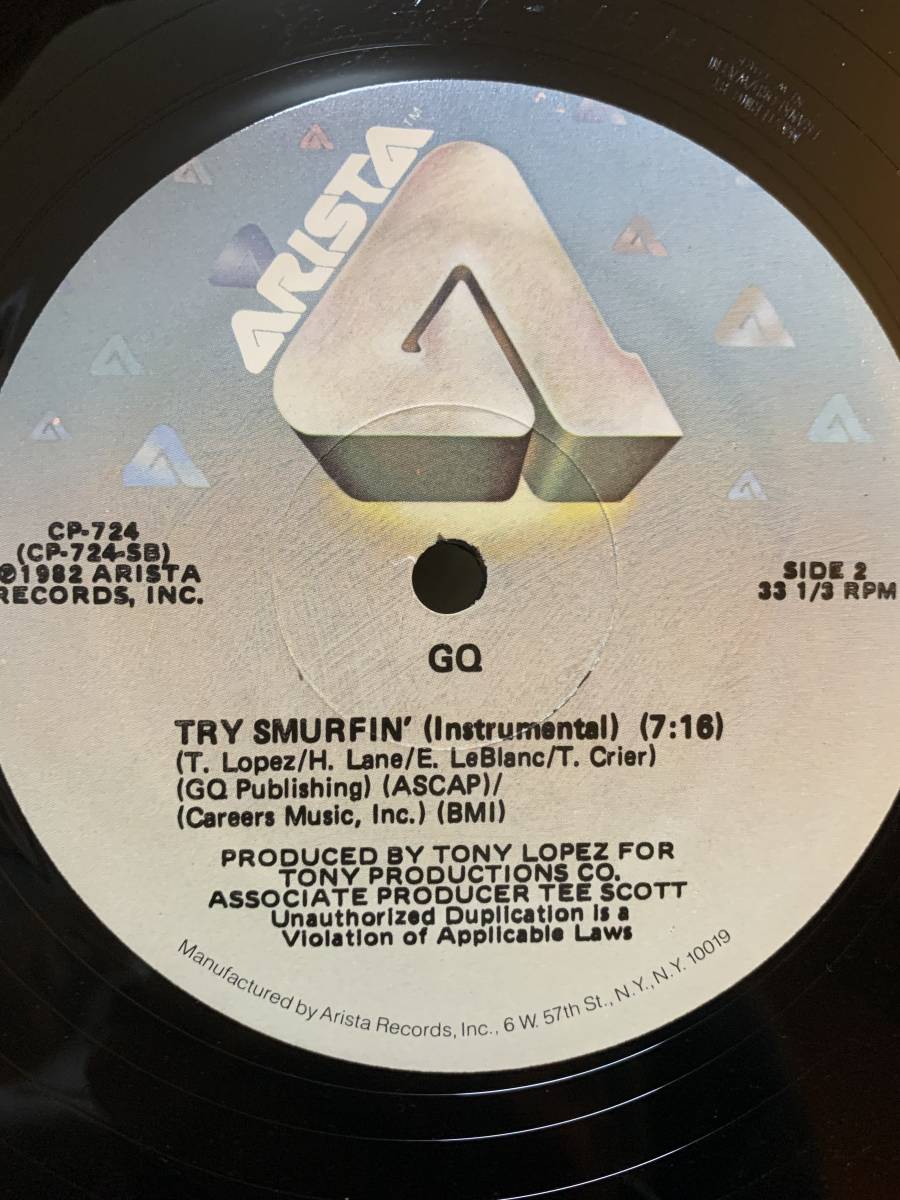 ARISTA™
CP-724
(CP-724-SB)
℗1982 ARISTA
RECORDS, INC.
SIDE 2
33 1/3 RPM
GQ
TRY SMURFIN' (Instrumental) (7:16)
(T. Lopez/H. Lane/E. LeBlanc/T. Crier)
(GQ Publishing) (ASCAP)/
(Careers Music, Inc.) (BMI)
PRODUCED BY TONY LOPEZ FOR
TONY PRODUCTIONS CO.
ASSOCIATE PRODUCER TEE SCOTT
Unauthorized Duplication is a
Violation of Applicable Laws
Manufactured by Arista Records, Inc., 6 W. 57th St., N.Y., N.Y. 10019